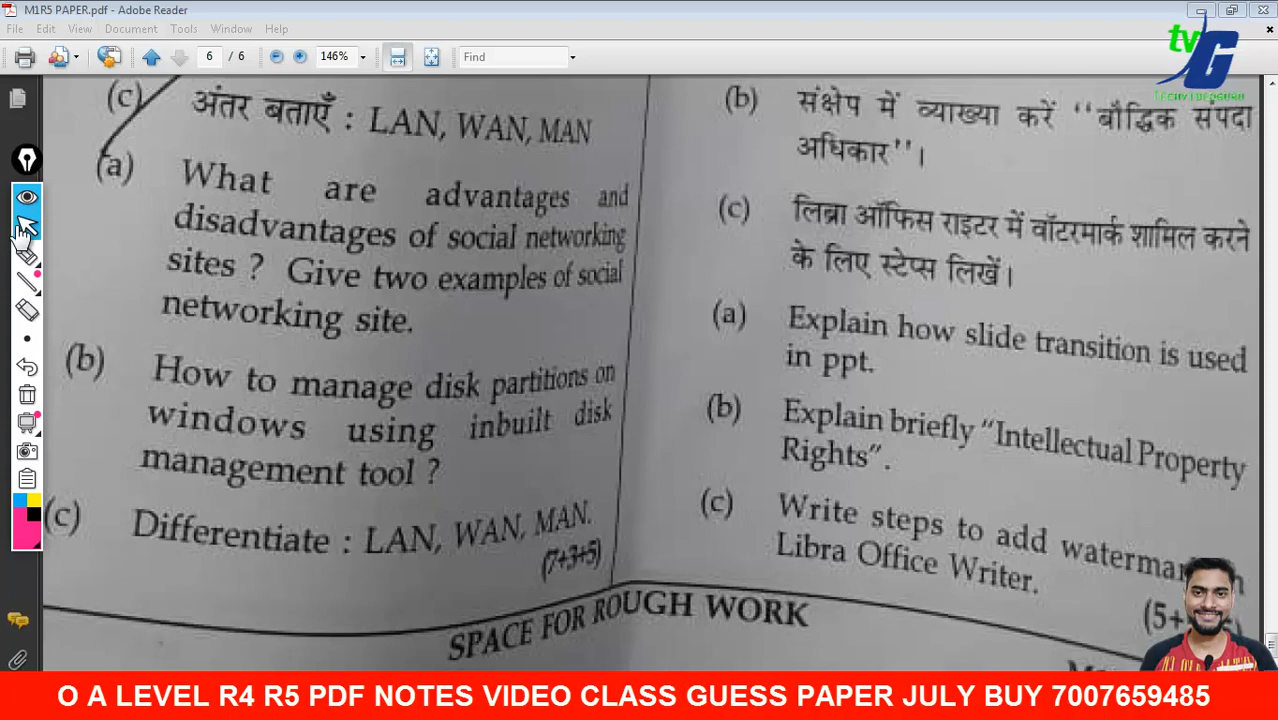 M1R5 PAPER.pdf - Adobe Reader
File Edit View Document Tools Window Help
6 / 6 146% Find
tv G
TECHVEDUGURU
(c) अंतर बताएँ : LAN, WAN, MAN
(a) What are advantages and
disadvantages of social networking
sites ? Give two examples of social
networking site.
(b) How to manage disk partitions on
windows using inbuilt disk
management tool ?
(c) Differentiate : LAN, WAN, MAN.
(7+3+5)
(b) संक्षेप में व्याख्या करें "बौद्धिक संपदा
अधिकार"।
(c) लिब्रा ऑफिस राइटर में वॉटरमार्क शामिल करने
के लिए स्टेप्स लिखें।
(a) Explain how slide transition is used
in ppt.
(b) Explain briefly "Intellectual Property
Rights".
(c) Write steps to add
Libra Office Writer.
(5+
SPACE FOR ROUGH WORK
O A LEVEL R4 R5 PDF NOTES VIDEO CLASS GUESS PAPER JULY BUY 7007659485